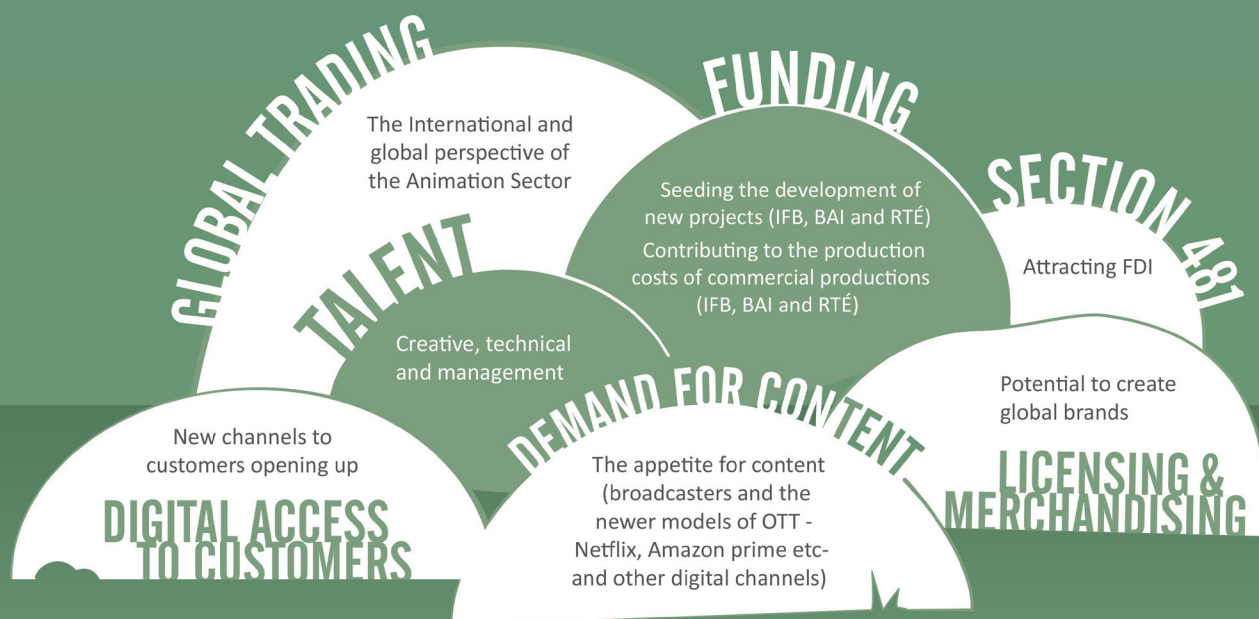 GLOBAL TRADING
The International and
global perspective of
the Animation Sector
FUNDING
Seeding the development of
new projects (IFB, BAI and RTÉ)
Contributing to the production
costs of commercial productions
(IFB, BAI and RTÉ)
SECTION 481
Attracting FDI
TALENT
Creative, technical
and management
New channels to
customers opening up
DIGITAL ACCESS
TO CUSTOMERS
DEMAND FOR CONTENT
The appetite for content
(broadcasters and the
newer models of OTT -
Netflix, Amazon prime etc-
and other digital channels)
Potential to create
global brands
LICENSING &
MERCHANDISING